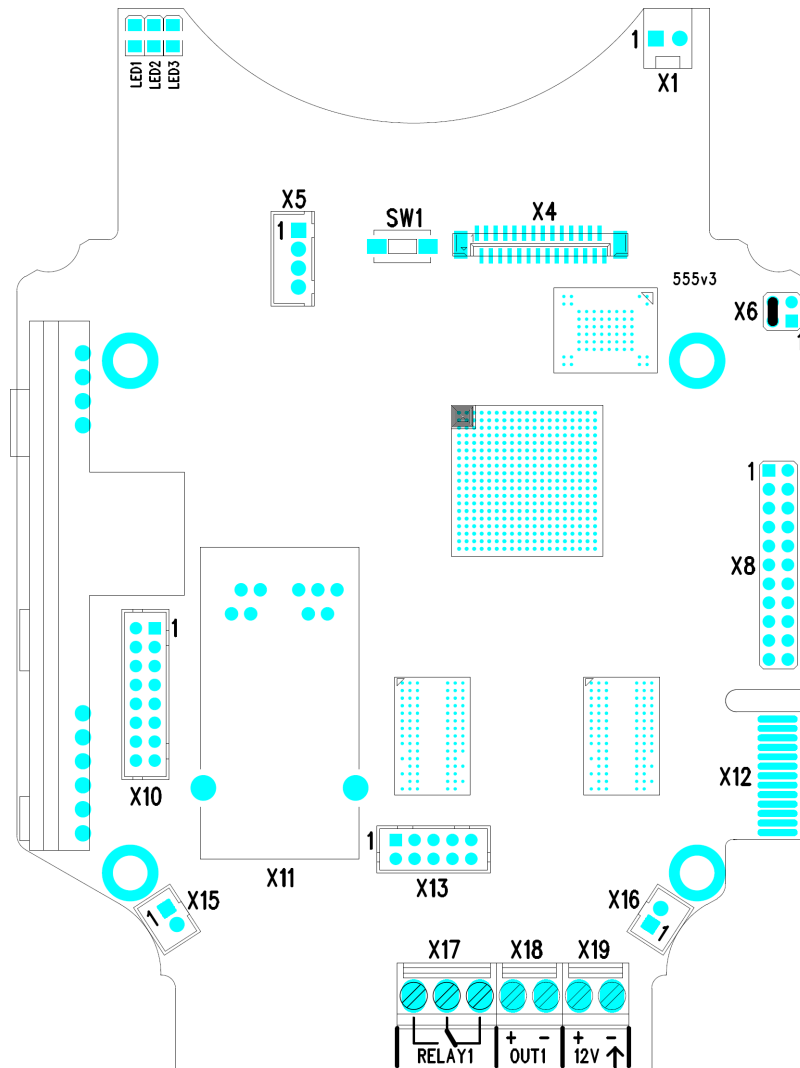 LED1
LED2
LED3
1
X1
X5
1
SW1
X4
555v3
X6
1
1
X8
1
X10
X12
1
X11
X13
X15
1
X16
1
X17 X18 X19
+ - + -
RELAY1 OUT1 12V